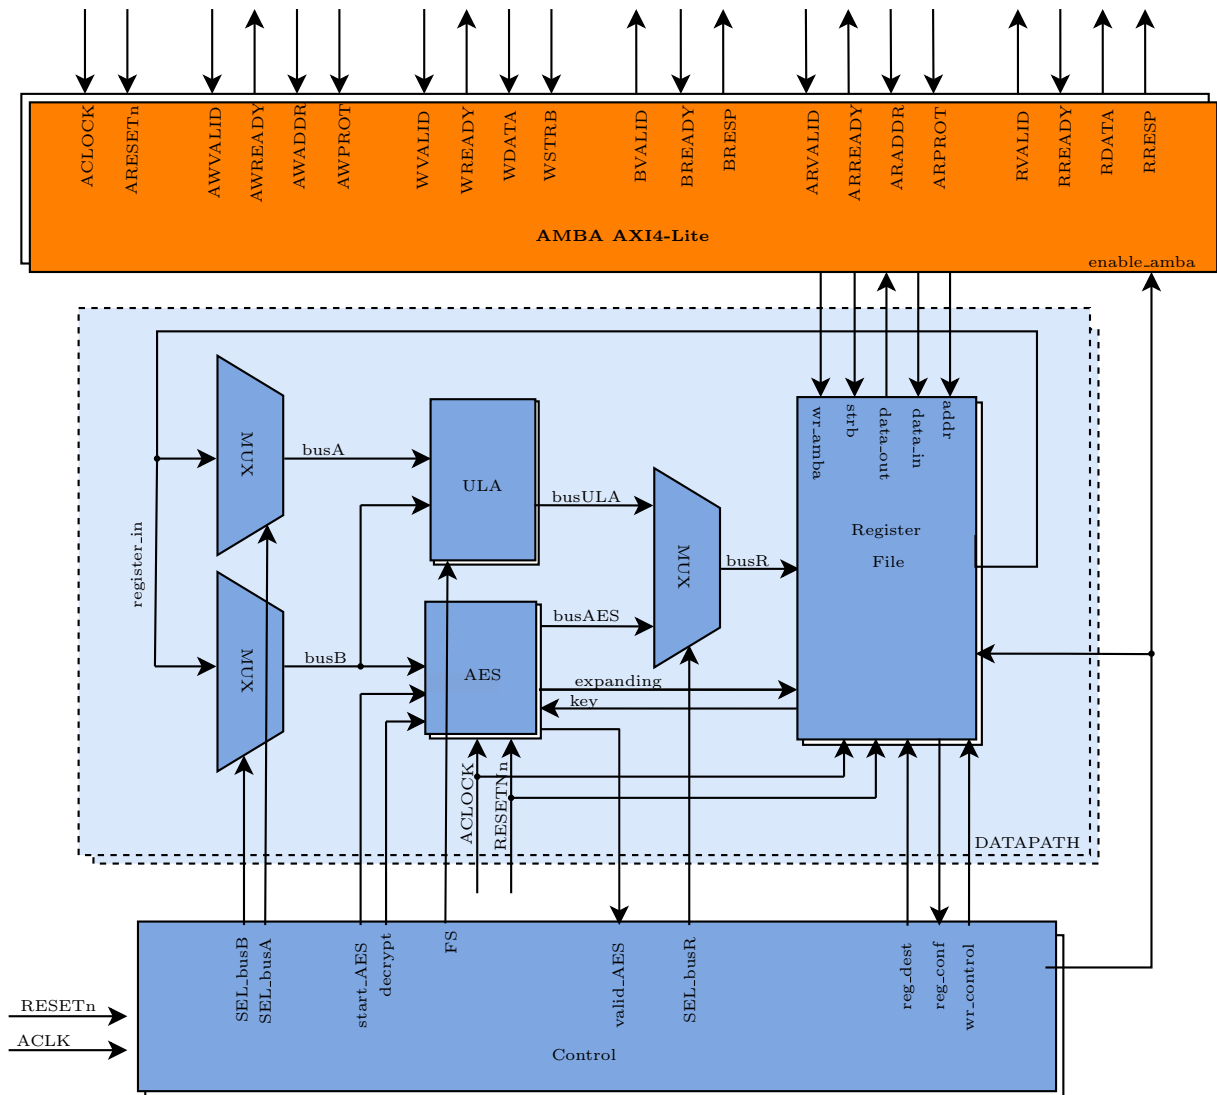 ACLOCK
ARESETn
AWVALID
AWREADY
AWADDR
AWPROT
WVALID
WREADY
WDATA
WSTRB
BVALID
BREADY
BRESP
ARVALID
ARREADY
ARADDR
ARPROT
RVALID
RREADY
RDATA
RRESP
AMBA AXI4-Lite
enable_amba
wr_amba
strb
data_out
data_in
addr
MUX
busA
ULA
busULA
Register
File
register_in
MUX
busR
MUX
busB
AES
busAES
expanding
key
ACLOCK
RESETNn
DATAPATH
SEL_busB
SEL_busA
start_AES
decrypt
FS
valid_AES
SEL_busR
reg_dest
reg_conf
wr_control
RESETn
ACLK
Control